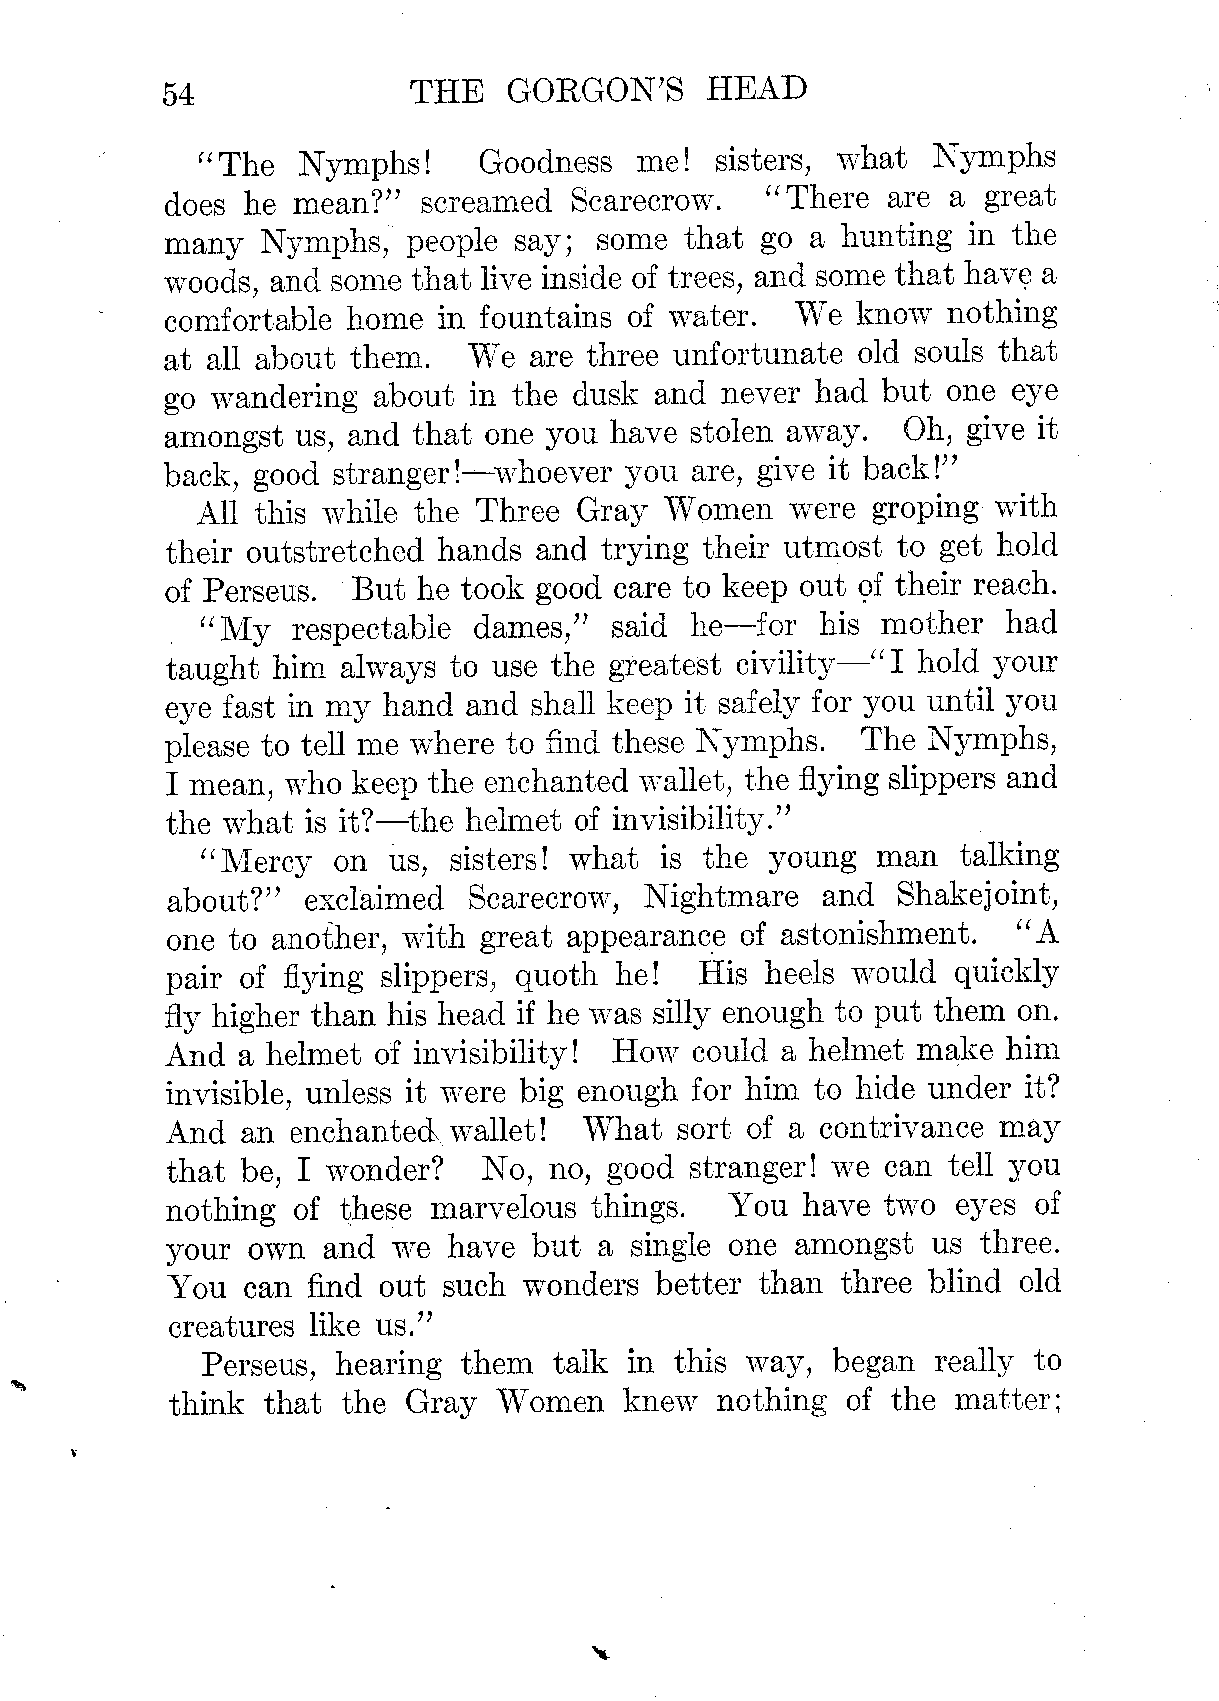 54 THE GORGON'S HEAD
"The Nymphs! Goodness me! sisters, what Nymphs
does he mean?" screamed Scarecrow. "There are a great
many Nymphs, people say; some that go a hunting in the
woods, and some that live inside of trees, and some that have a
comfortable home in fountains of water. We know nothing
at all about them. We are three unfortunate old souls that
go wandering about in the dusk and never had but one eye
amongst us, and that one you have stolen away. Oh, give it
back, good stranger!—whoever you are, give it back!"
All this while the Three Gray Women were groping with
their outstretched hands and trying their utmost to get hold
of Perseus. But he took good care to keep out of their reach.
"My respectable dames," said he—for his mother had
taught him always to use the greatest civility—"I hold your
eye fast in my hand and shall keep it safely for you until you
please to tell me where to find these Nymphs. The Nymphs,
I mean, who keep the enchanted wallet, the flying slippers and
the what is it?—the helmet of invisibility."
"Mercy on us, sisters! what is the young man talking
about?" exclaimed Scarecrow, Nightmare and Shakejoint,
one to another, with great appearance of astonishment. "A
pair of flying slippers, quoth he! His heels would quickly
fly higher than his head if he was silly enough to put them on.
And a helmet of invisibility! How could a helmet make him
invisible, unless it were big enough for him to hide under it?
And an enchanted wallet! What sort of a contrivance may
that be, I wonder? No, no, good stranger! we can tell you
nothing of these marvelous things. You have two eyes of
your own and we have but a single one amongst us three.
You can find out such wonders better than three blind old
creatures like us."
Perseus, hearing them talk in this way, began really to
think that the Gray Women knew nothing of the matter;